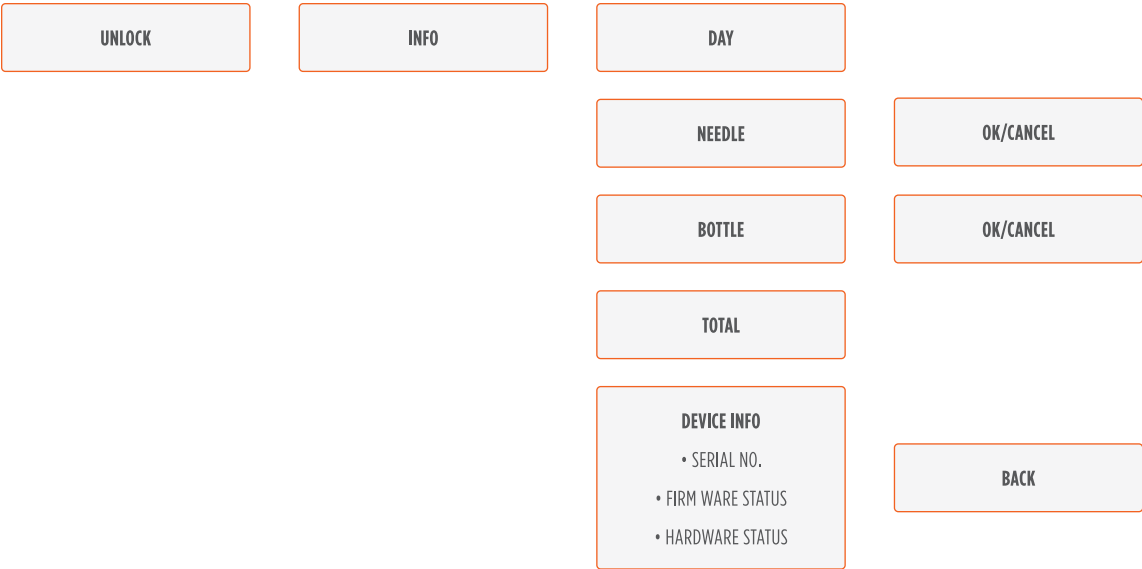 UNLOCK
INFO
DAY
NEEDLE
OK/CANCEL
BOTTLE
OK/CANCEL
TOTAL
DEVICE INFO
• SERIAL NO.
• FIRM WARE STATUS
• HARDWARE STATUS
BACK